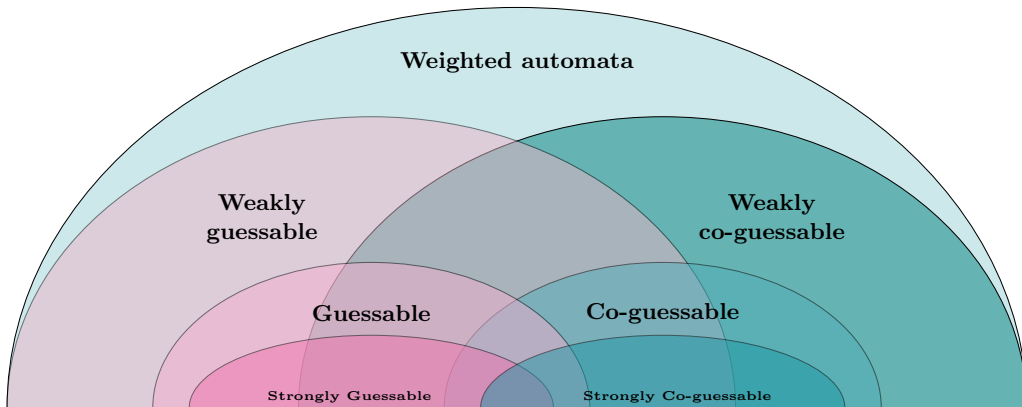 Weighted automata
Weakly
guessable
Weakly
co-guessable
Guessable
Co-guessable
Strongly Guessable
Strongly Co-guessable